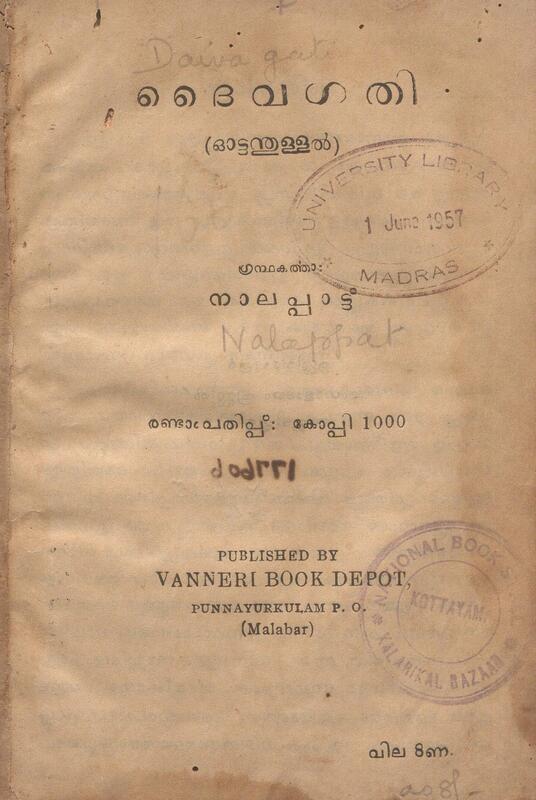 Daiva gati
ദൈവഗതി
(ഓട്ടന്തുള്ളൽ)
UNIVERSITY LIBRARY
1 June 1957
MADRAS
ഗ്രന്ഥകർത്താ:
നാലപ്പാട്ട്
Nalappat
രണ്ടാംപതിപ്പ്: കോപ്പി 1000
PUBLISHED BY
VANNERI BOOK DEPOT,
PUNNAYURKULAM P. O.
(Malabar)
NATIONAL BOOK S
KOTTAYAM
KALARIKAL BAZAAR
വില 8ണ.